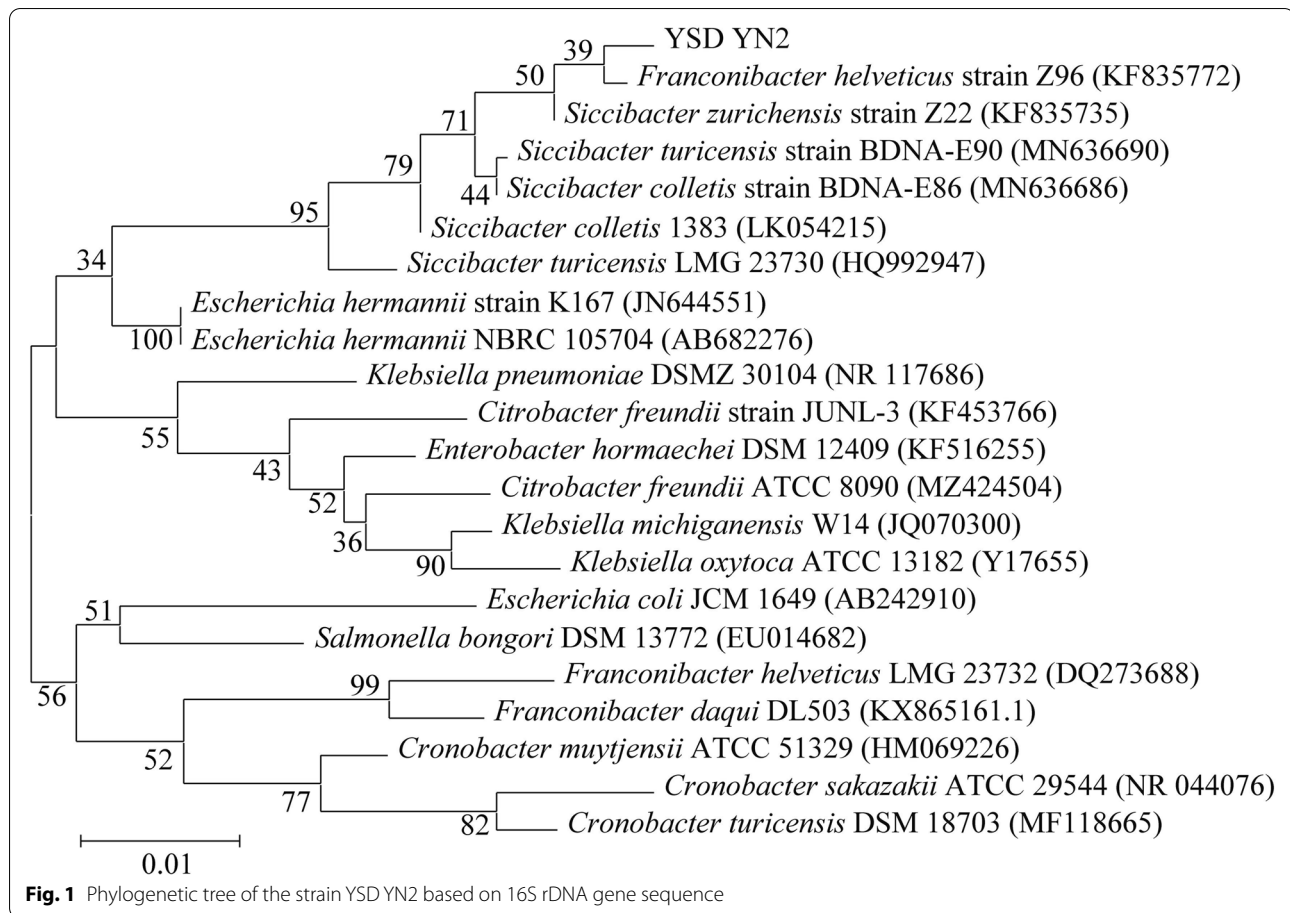 39
YSD YN2
50
Franconibacter helveticus strain Z96 (KF835772)
Siccibacter zurichensis strain Z22 (KF835735)
71
Siccibacter turicensis strain BDNA-E90 (MN636690)
79
44
Siccibacter colletis strain BDNA-E86 (MN636686)
95
Siccibacter colletis 1383 (LK054215)
34
Siccibacter turicensis LMG 23730 (HQ992947)
Escherichia hermannii strain K167 (JN644551)
100
Escherichia hermannii NBRC 105704 (AB682276)
Klebsiella pneumoniae DSMZ 30104 (NR 117686)
Citrobacter freundii strain JUNL-3 (KF453766)
55
Enterobacter hormaechei DSM 12409 (KF516255)
43
Citrobacter freundii ATCC 8090 (MZ424504)
52
Klebsiella michiganensis W14 (JQ070300)
36
90
Klebsiella oxytoca ATCC 13182 (Y17655)
51
Escherichia coli JCM 1649 (AB242910)
Salmonella bongori DSM 13772 (EU014682)
56
99
Franconibacter helveticus LMG 23732 (DQ273688)
Franconibacter daqui DL503 (KX865161.1)
52
Cronobacter muytjensii ATCC 51329 (HM069226)
77
Cronobacter sakazakii ATCC 29544 (NR 044076)
82
Cronobacter turicensis DSM 18703 (MF118665)
0.01
Fig. 1 Phylogenetic tree of the strain YSD YN2 based on 16S rDNA gene sequence